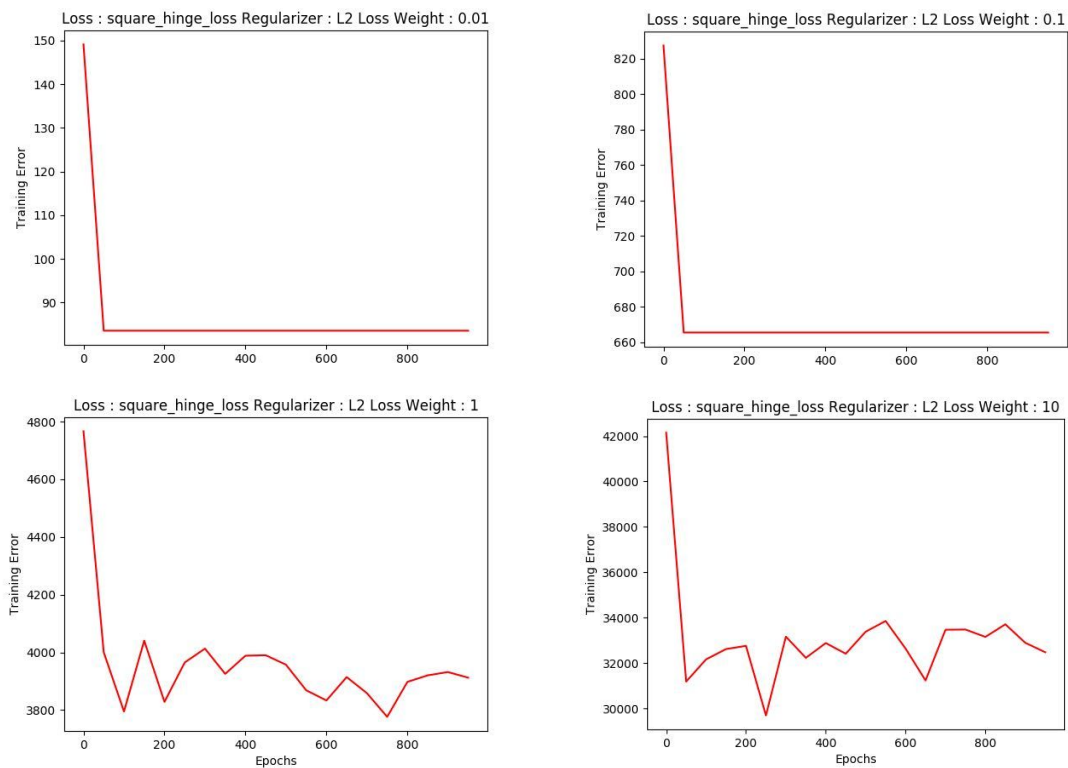 Loss : square_hinge_loss Regularizer : L2 Loss Weight : 0.01
150
140
130
120
110
100
90
Training Error
0 200 400 600 800
Loss : square_hinge_loss Regularizer : L2 Loss Weight : 0.1
820
800
780
760
740
720
700
680
660
Training Error
0 200 400 600 800
Loss : square_hinge_loss Regularizer : L2 Loss Weight : 1
4800
4600
4400
4200
4000
3800
Training Error
0 200 400 600 800
Epochs
Loss : square_hinge_loss Regularizer : L2 Loss Weight : 10
42000
40000
38000
36000
34000
32000
30000
Training Error
0 200 400 600 800
Epochs